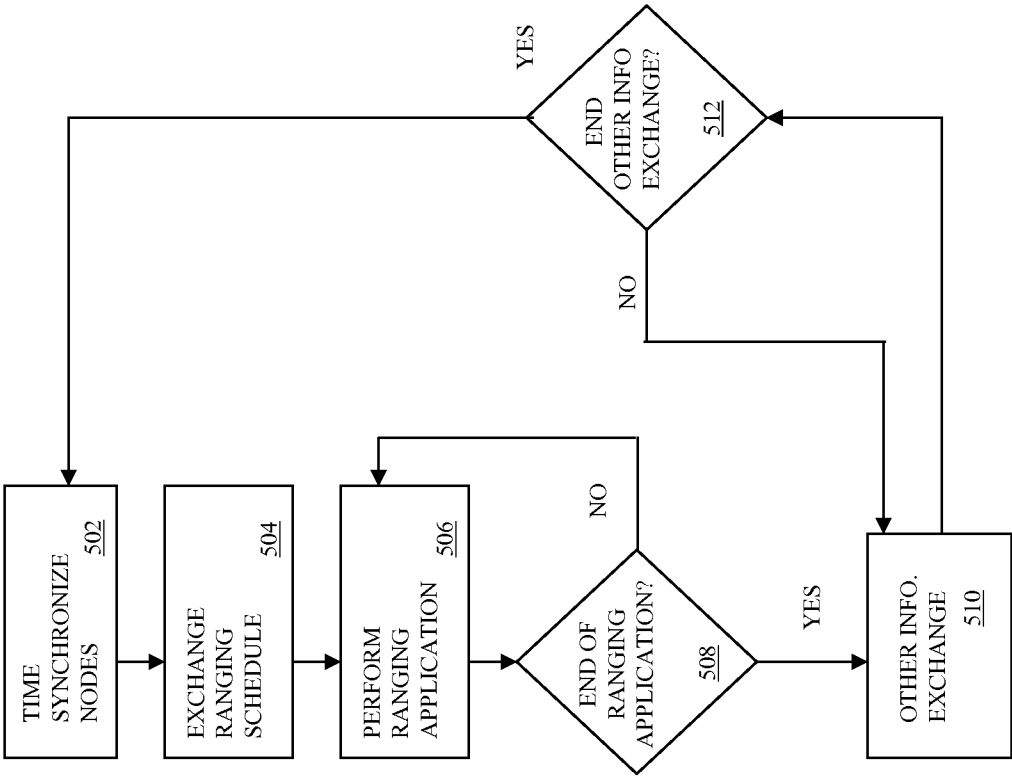 TIME
SYNCHRONIZE
NODES
502
EXCHANGE
RANGING
SCHEDULE
504
PERFORM
RANGING
APPLICATION
506
END OF
RANGING
APPLICATION?
508
NO
YES
OTHER INFO.
EXCHANGE
510
END
OTHER INFO
EXCHANGE?
512
NO
YES